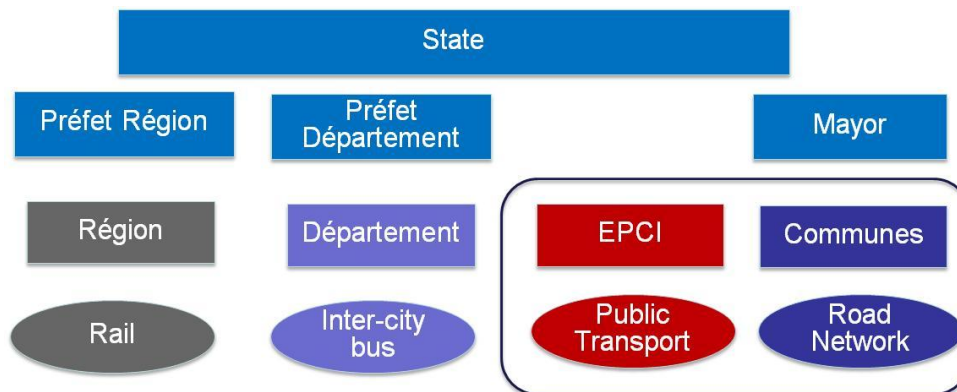 State
Préfet Région
Préfet
Département
Mayor
Région
Département
EPCI
Communes
Rail
Inter-city
bus
Public
Transport
Road
Network